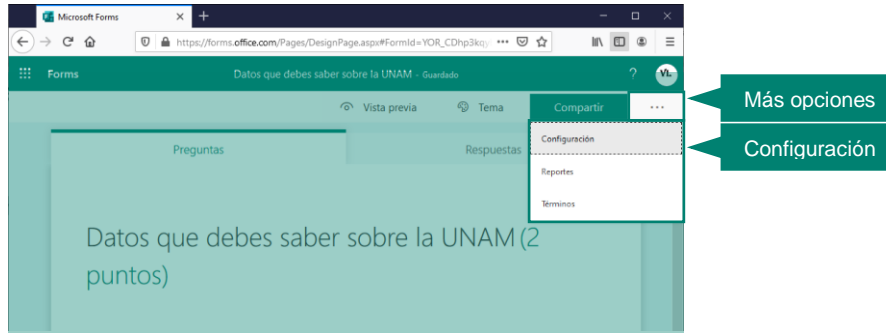 Microsoft Forms
https://forms.office.com/Pages/DesignPage.aspx#FormId=YOR_CDhp3kq
Forms
Datos que debes saber sobre la UNAM - Guardado
?
VL
Vista previa
Tema
Compartir
...
Más opciones
Configuración
Preguntas
Respuestas
Configuración
Reportes
Términos
Datos que debes saber sobre la UNAM (2
puntos)